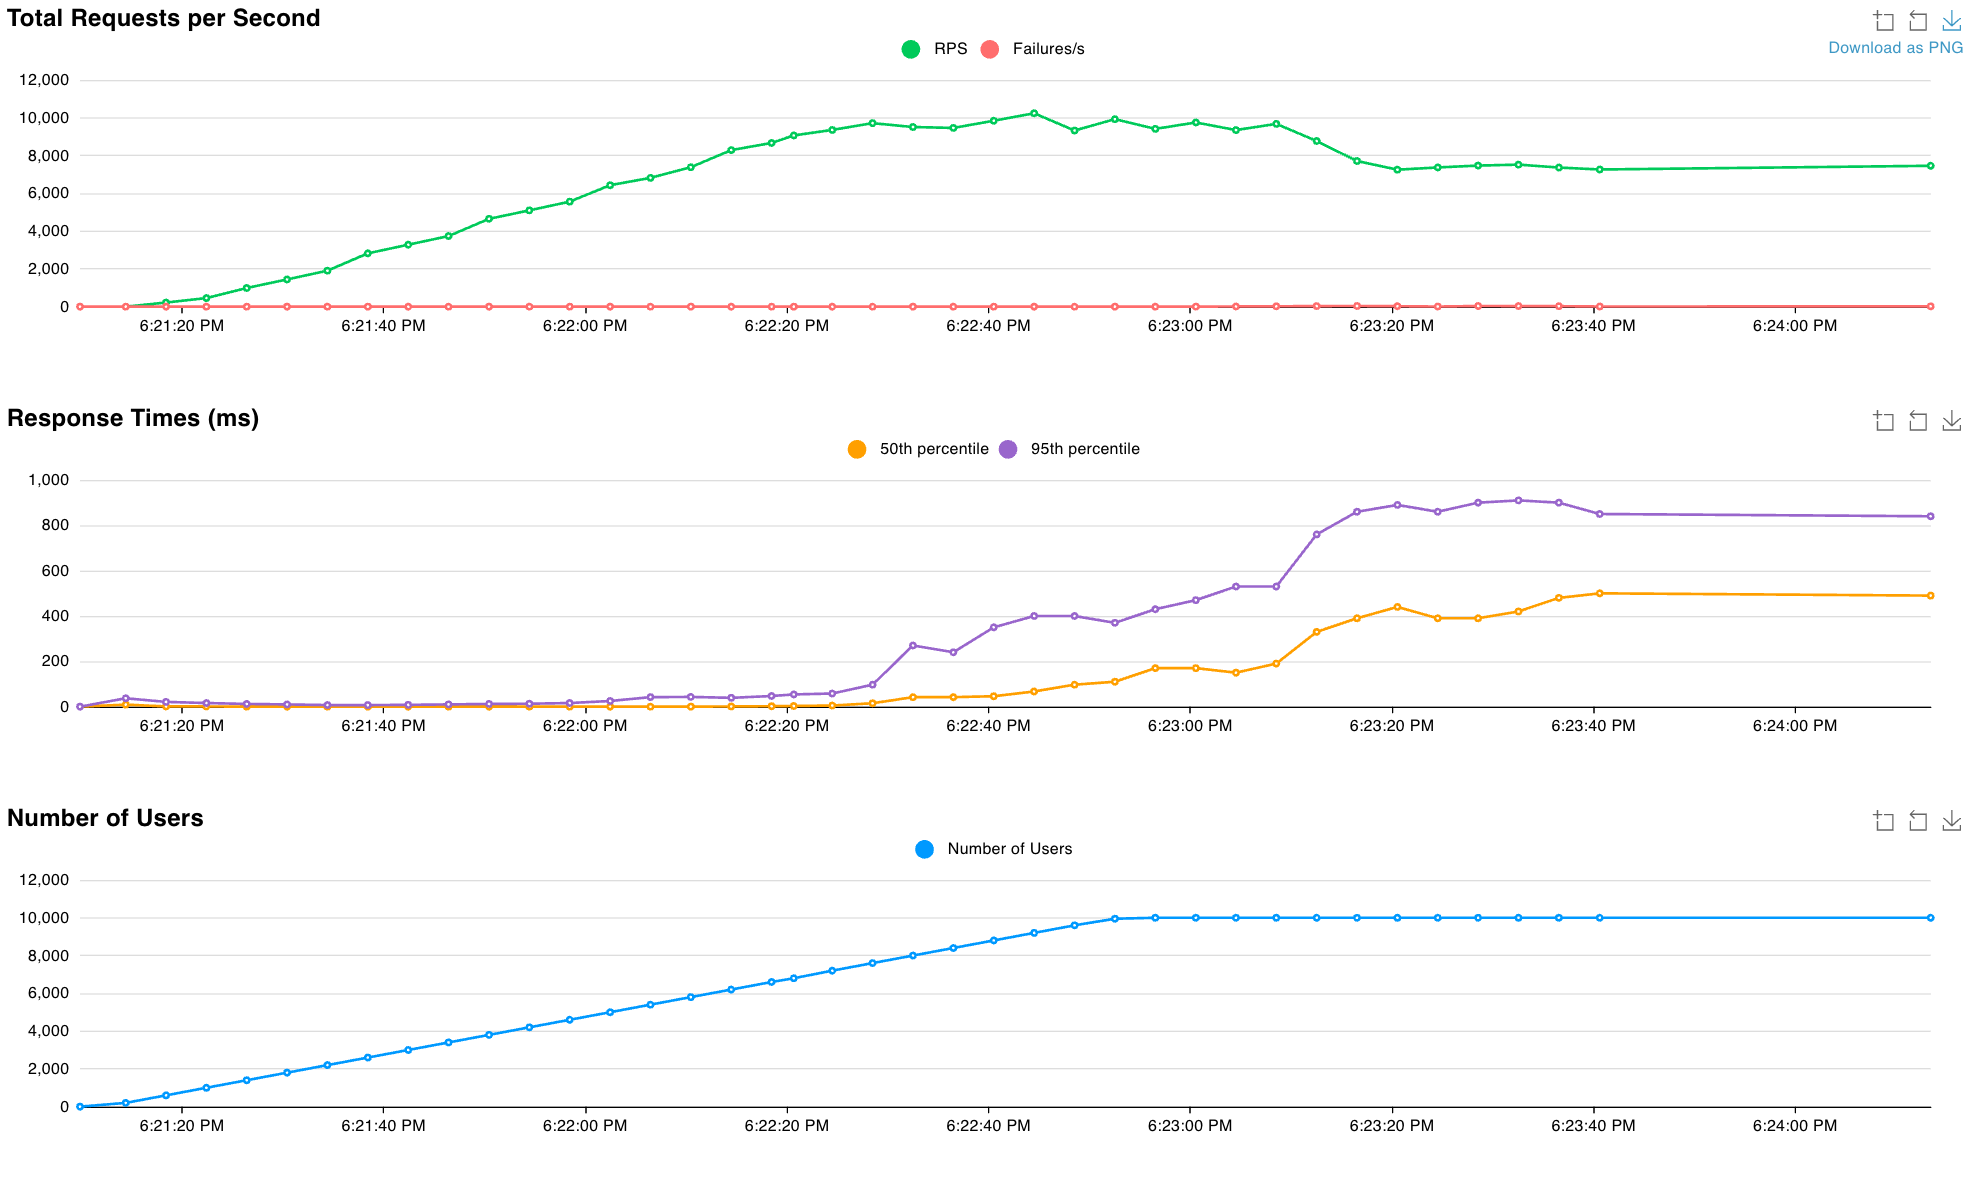 Total Requests per Second
RPS Failures/s
Download as PNG
12,000
10,000
8,000
6,000
4,000
2,000
0
6:21:20 PM 6:21:40 PM 6:22:00 PM 6:22:20 PM 6:22:40 PM 6:23:00 PM 6:23:20 PM 6:23:40 PM 6:24:00 PM
Response Times (ms)
50th percentile 95th percentile
1,000
800
600
400
200
0
6:21:20 PM 6:21:40 PM 6:22:00 PM 6:22:20 PM 6:22:40 PM 6:23:00 PM 6:23:20 PM 6:23:40 PM 6:24:00 PM
Number of Users
Number of Users
12,000
10,000
8,000
6,000
4,000
2,000
0
6:21:20 PM 6:21:40 PM 6:22:00 PM 6:22:20 PM 6:22:40 PM 6:23:00 PM 6:23:20 PM 6:23:40 PM 6:24:00 PM